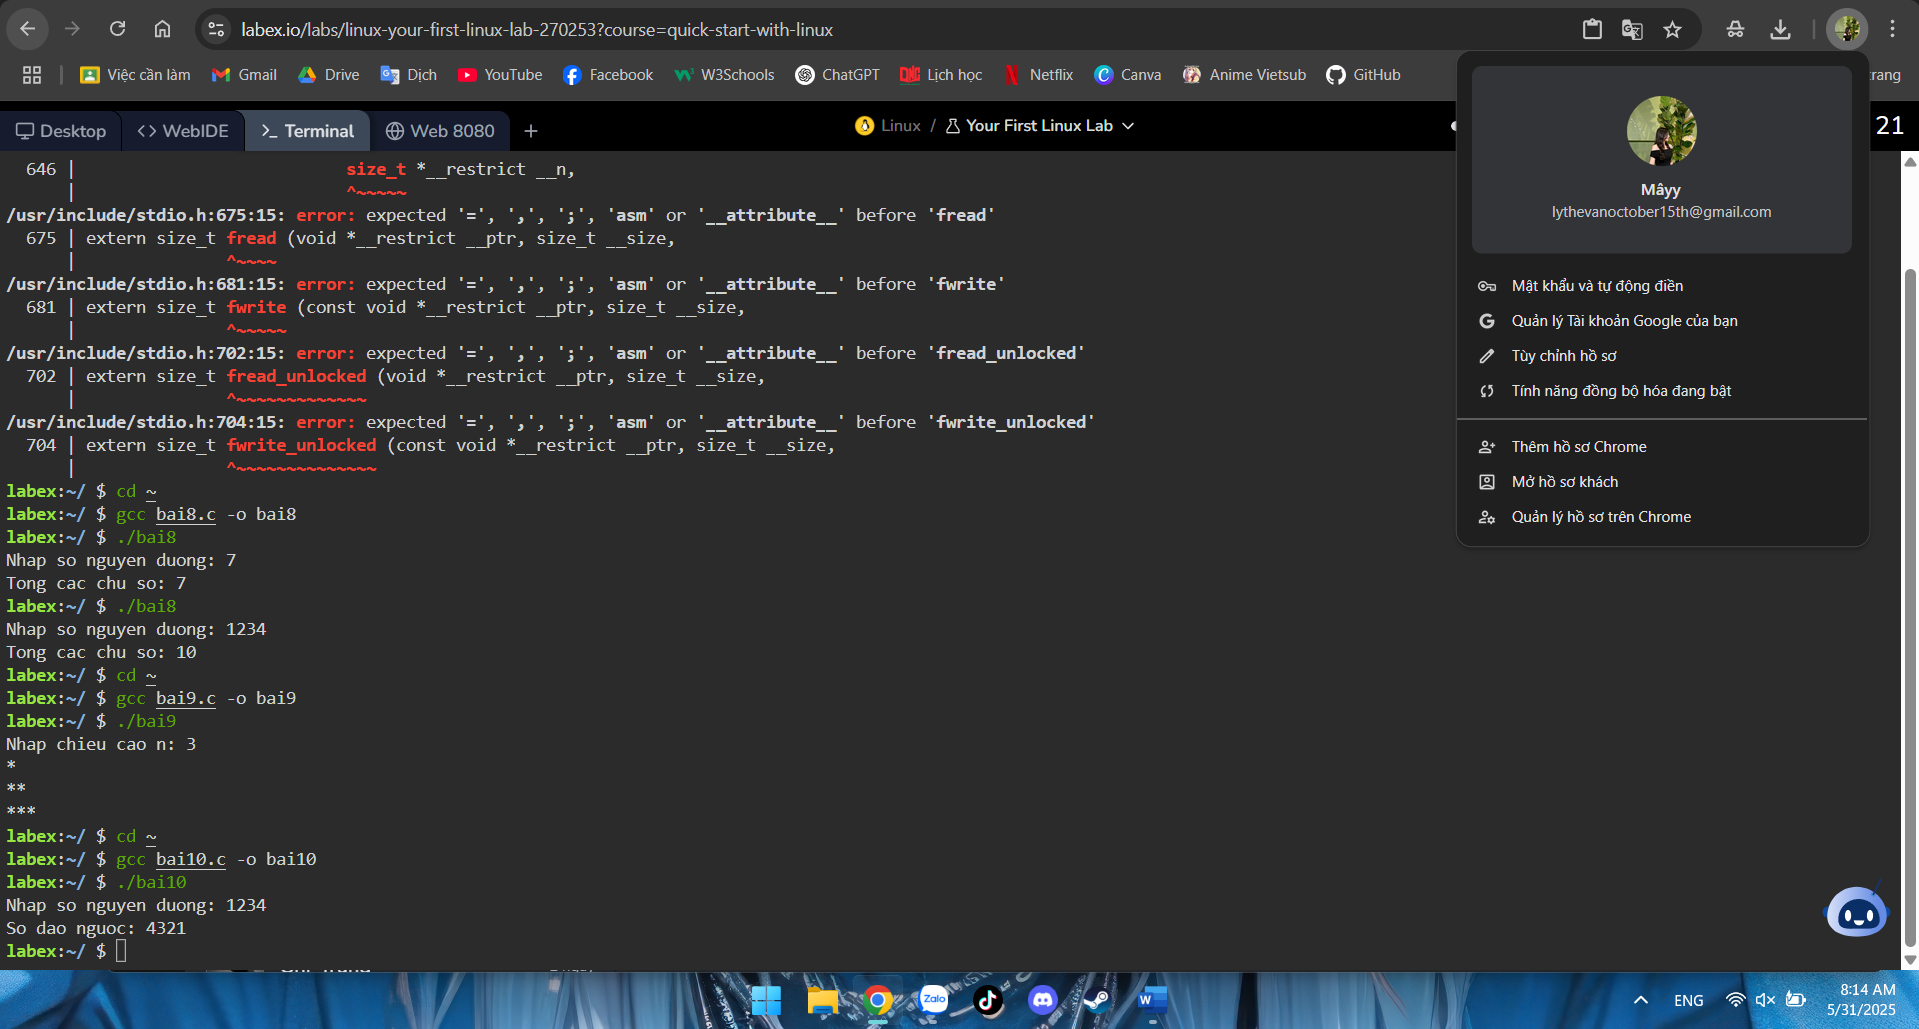 labex.io/labs/linux-your-first-linux-lab-270253?course=quick-start-with-linux
Việc cần làm
Gmail
Drive
Dịch
YouTube
Facebook
W3Schools
ChatGPT
Lịch học
Netflix
Canva
Anime Vietsub
GitHub
rang
Desktop
WebIDE
Terminal
Web 8080
Linux / Your First Linux Lab
21
646 | size_t *__restrict __n,
| ^~~~~~
/usr/include/stdio.h:675:15: error: expected '=', ',', ';', 'asm' or '__attribute__' before 'fread'
675 | extern size_t fread (void *__restrict __ptr, size_t __size,
| ^~~~~
/usr/include/stdio.h:681:15: error: expected '=', ',', ';', 'asm' or '__attribute__' before 'fwrite'
681 | extern size_t fwrite (const void *__restrict __ptr, size_t __size,
| ^~~~~~
/usr/include/stdio.h:702:15: error: expected '=', ',', ';', 'asm' or '__attribute__' before 'fread_unlocked'
702 | extern size_t fread_unlocked (void *__restrict __ptr, size_t __size,
| ^~~~~~~~~~~~~~
/usr/include/stdio.h:704:15: error: expected '=', ',', ';', 'asm' or '__attribute__' before 'fwrite_unlocked'
704 | extern size_t fwrite_unlocked (const void *__restrict __ptr, size_t __size,
| ^~~~~~~~~~~~~~~
labex:~/ $ cd ~
labex:~/ $ gcc bai8.c -o bai8
labex:~/ $ ./bai8
Nhap so nguyen duong: 7
Tong cac chu so: 7
labex:~/ $ ./bai8
Nhap so nguyen duong: 1234
Tong cac chu so: 10
labex:~/ $ cd ~
labex:~/ $ gcc bai9.c -o bai9
labex:~/ $ ./bai9
Nhap chieu cao n: 3
*
**
***
labex:~/ $ cd ~
labex:~/ $ gcc bai10.c -o bai10
labex:~/ $ ./bai10
Nhap so nguyen duong: 1234
So dao nguoc: 4321
labex:~/ $
Mâyy
lythevanoctober15th@gmail.com
Mật khẩu và tự động điền
Quản lý Tài khoản Google của bạn
Tùy chỉnh hồ sơ
Tính năng đồng bộ hóa đang bật
Thêm hồ sơ Chrome
Mở hồ sơ khách
Quản lý hồ sơ trên Chrome
Zalo
ENG
8:14 AM
5/31/2025